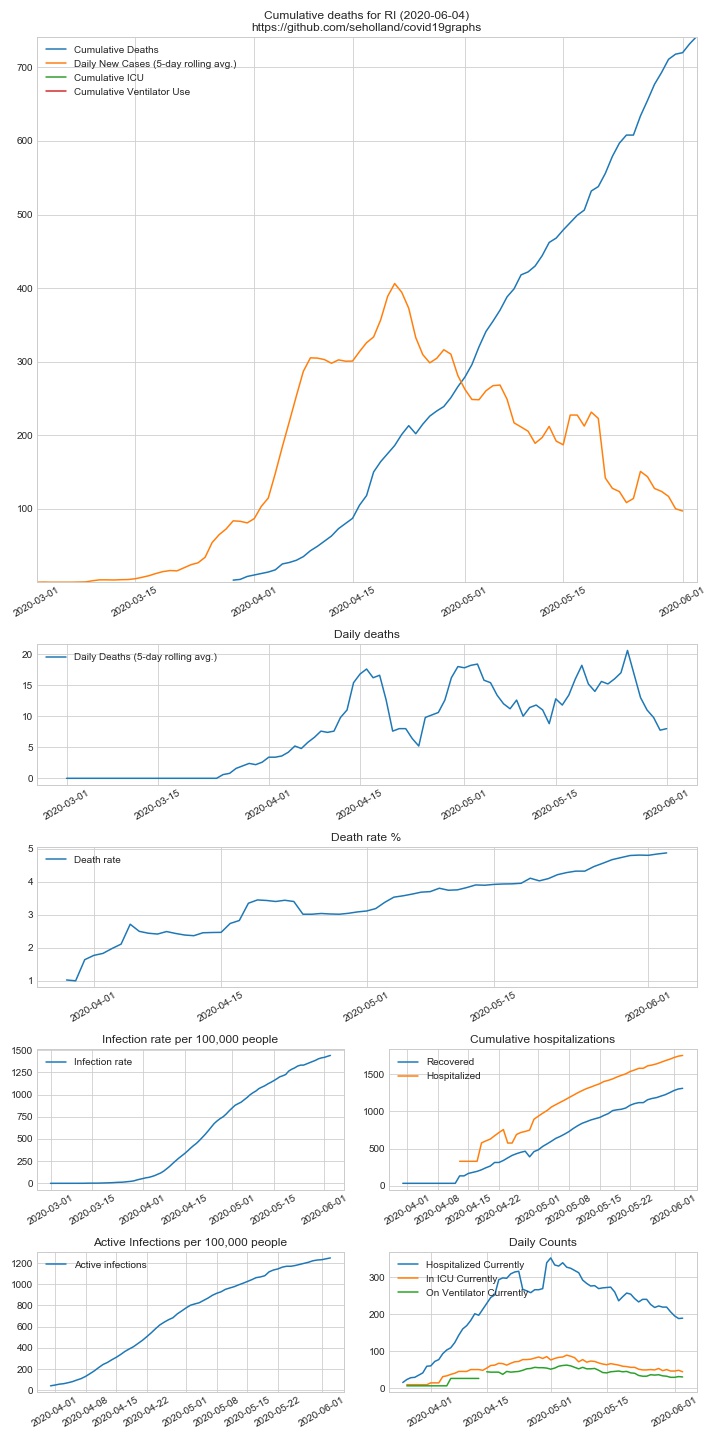 Cumulative deaths for RI (2020-06-04)
https://github.com/seholland/covid19graphs
Cumulative Deaths
Daily New Cases (5-day rolling avg.)
Cumulative ICU
Cumulative Ventilator Use
700
600
500
400
300
200
100
2020-03-01 2020-03-15 2020-04-01 2020-04-15 2020-05-01 2020-05-15 2020-06-01
Daily deaths
Daily Deaths (5-day rolling avg.)
20
15
10
5
0
2020-03-01 2020-03-15 2020-04-01 2020-04-15 2020-05-01 2020-05-15 2020-06-01
Death rate %
Death rate
5
4
3
2
1
2020-04-01 2020-04-15 2020-05-01 2020-05-15 2020-06-01
Infection rate per 100,000 people
Infection rate
1500
1250
1000
750
500
250
0
2020-03-01 2020-03-15 2020-04-01 2020-04-15 2020-05-01 2020-05-15 2020-06-01
Cumulative hospitalizations
Recovered
Hospitalized
1500
1000
500
0
2020-04-01 2020-04-08 2020-04-15 2020-04-22 2020-05-01 2020-05-08 2020-05-15 2020-05-22 2020-06-01
Active Infections per 100,000 people
Active infections
1200
1000
800
600
400
200
0
2020-04-01 2020-04-08 2020-04-15 2020-04-22 2020-05-01 2020-05-08 2020-05-15 2020-05-22 2020-06-01
Daily Counts
Hospitalized Currently
In ICU Currently
On Ventilator Currently
300
200
100
0
2020-04-01 2020-04-15 2020-05-01 2020-05-15 2020-06-01